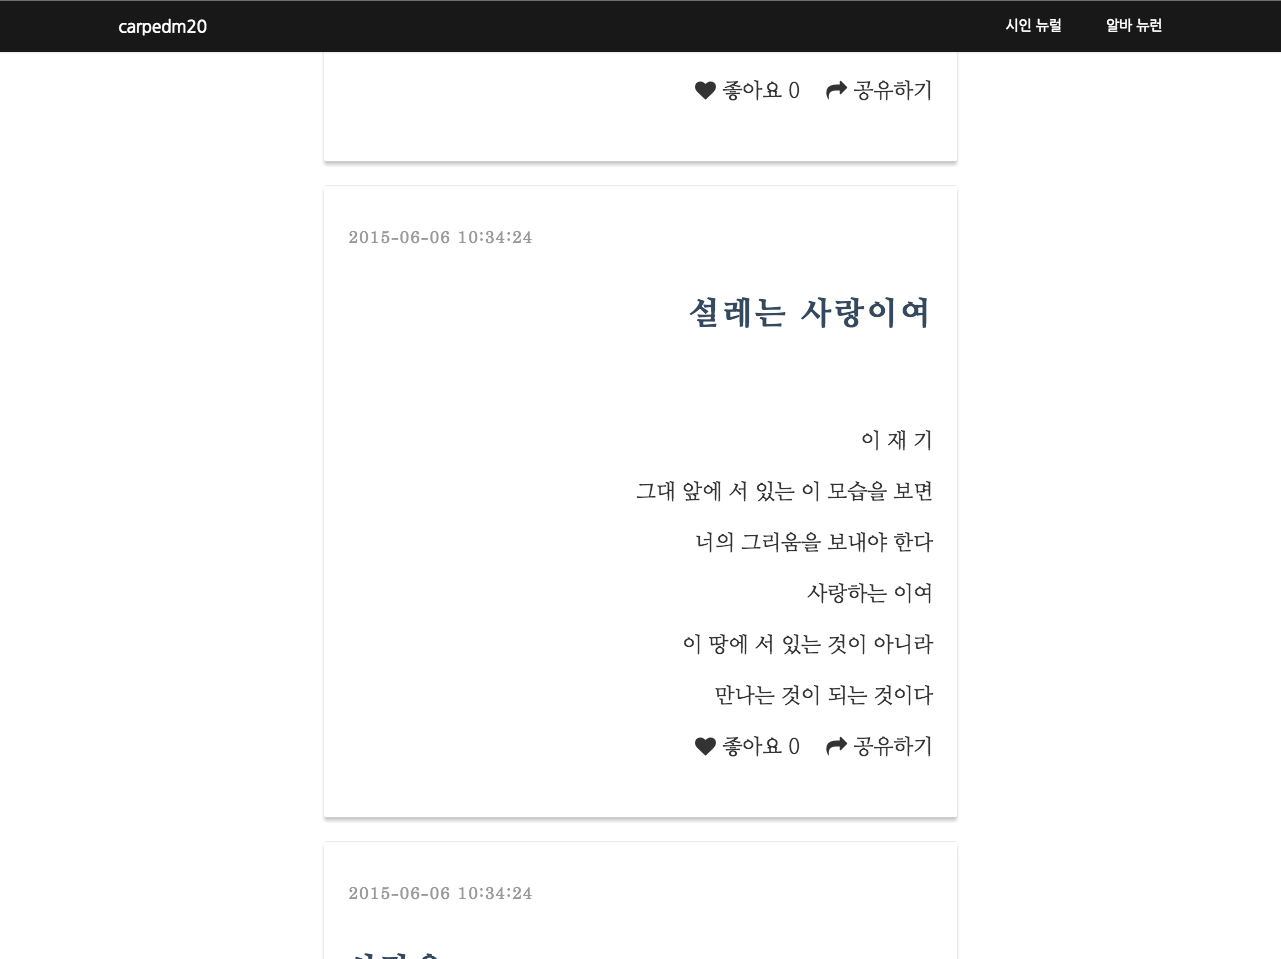 carpedm20 시인 뉴럴 알바 뉴런
좋아요 0 공유하기
2015-06-06 10:34:24
설레는 사랑이여
이 재 기
그대 앞에 서 있는 이 모습을 보면
너의 그리움을 보내야 한다
사랑하는 이여
이 땅에 서 있는 것이 아니라
만나는 것이 되는 것이다
좋아요 0 공유하기
2015-06-06 10:34:24